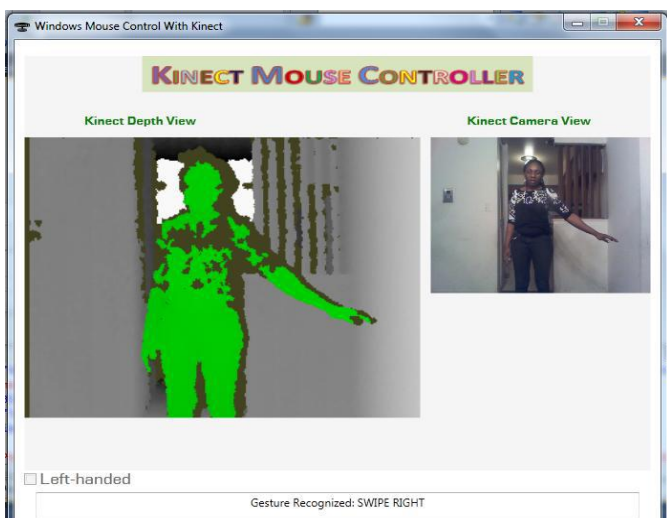 Windows Mouse Control With Kinect
KINECT MOUSE CONTROLLER
Kinect Depth View
Kinect Camera View
Left-handed
Gesture Recognized: SWIPE RIGHT